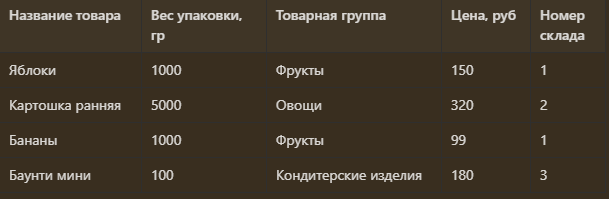 Название товара Вес упаковки, гр Товарная группа Цена, руб Номер склада
Яблоки 1000 Фрукты 150 1
Картошка ранняя 5000 Овощи 320 2
Бананы 1000 Фрукты 99 1
Баунти мини 100 Кондитерские изделия 180 3